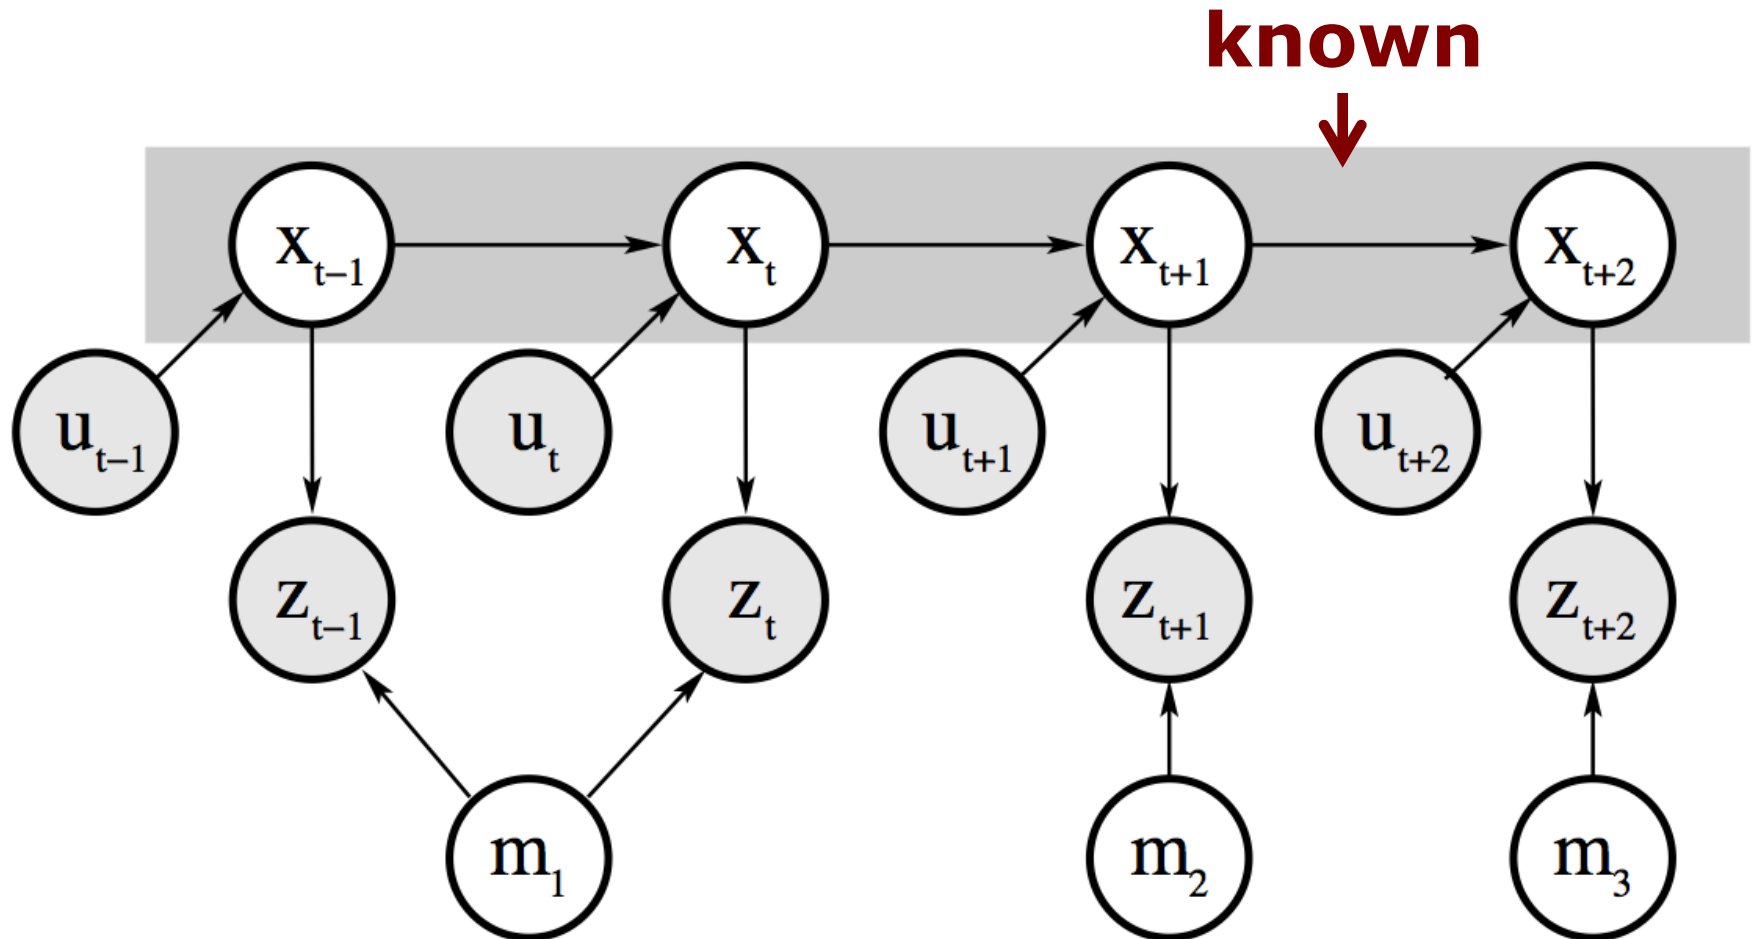 known
x_{t−1} x_t x_{t+1} x_{t+2}
u_{t−1} u_t u_{t+1} u_{t+2}
z_{t−1} z_t z_{t+1} z_{t+2}
m_1 m_2 m_3